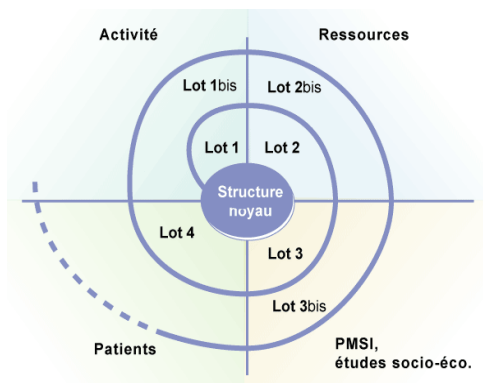 Activité
Ressources
Lot 1bis
Lot 2bis
Lot 1
Lot 2
Structure
noyau
Lot 4
Lot 3
Lot 3bis
Patients
PMSI,
études socio-éco.